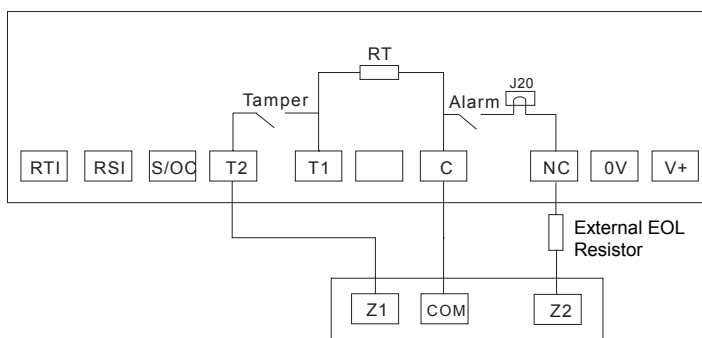 RT
J20
Tamper
Alarm
RTI RSI S/OC T2 T1 C NC 0V V+
External EOL
Resistor
Z1 COM Z2